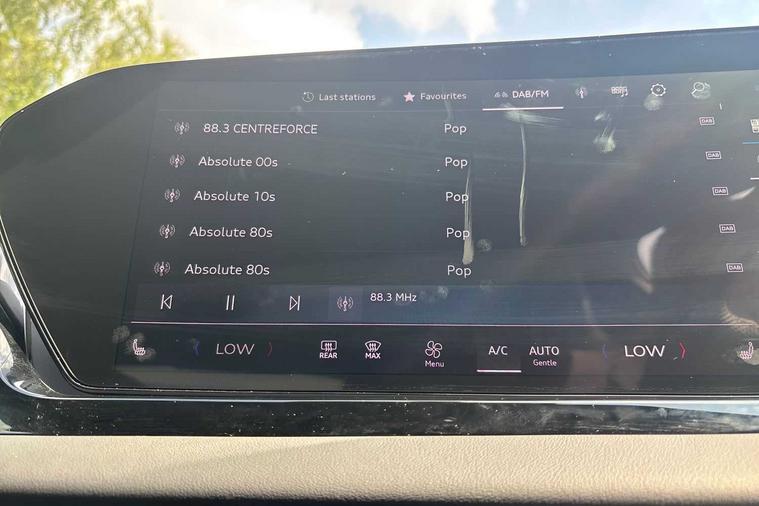 Last stations Favourites DAB/FM
88.3 CENTREFORCE Pop DAB
Absolute 00s Pop DAB
Absolute 10s Pop DAB
Absolute 80s Pop DAB
Absolute 80s Pop DAB
88.3 MHz
LOW REAR MAX Menu A/C AUTO Gentle LOW